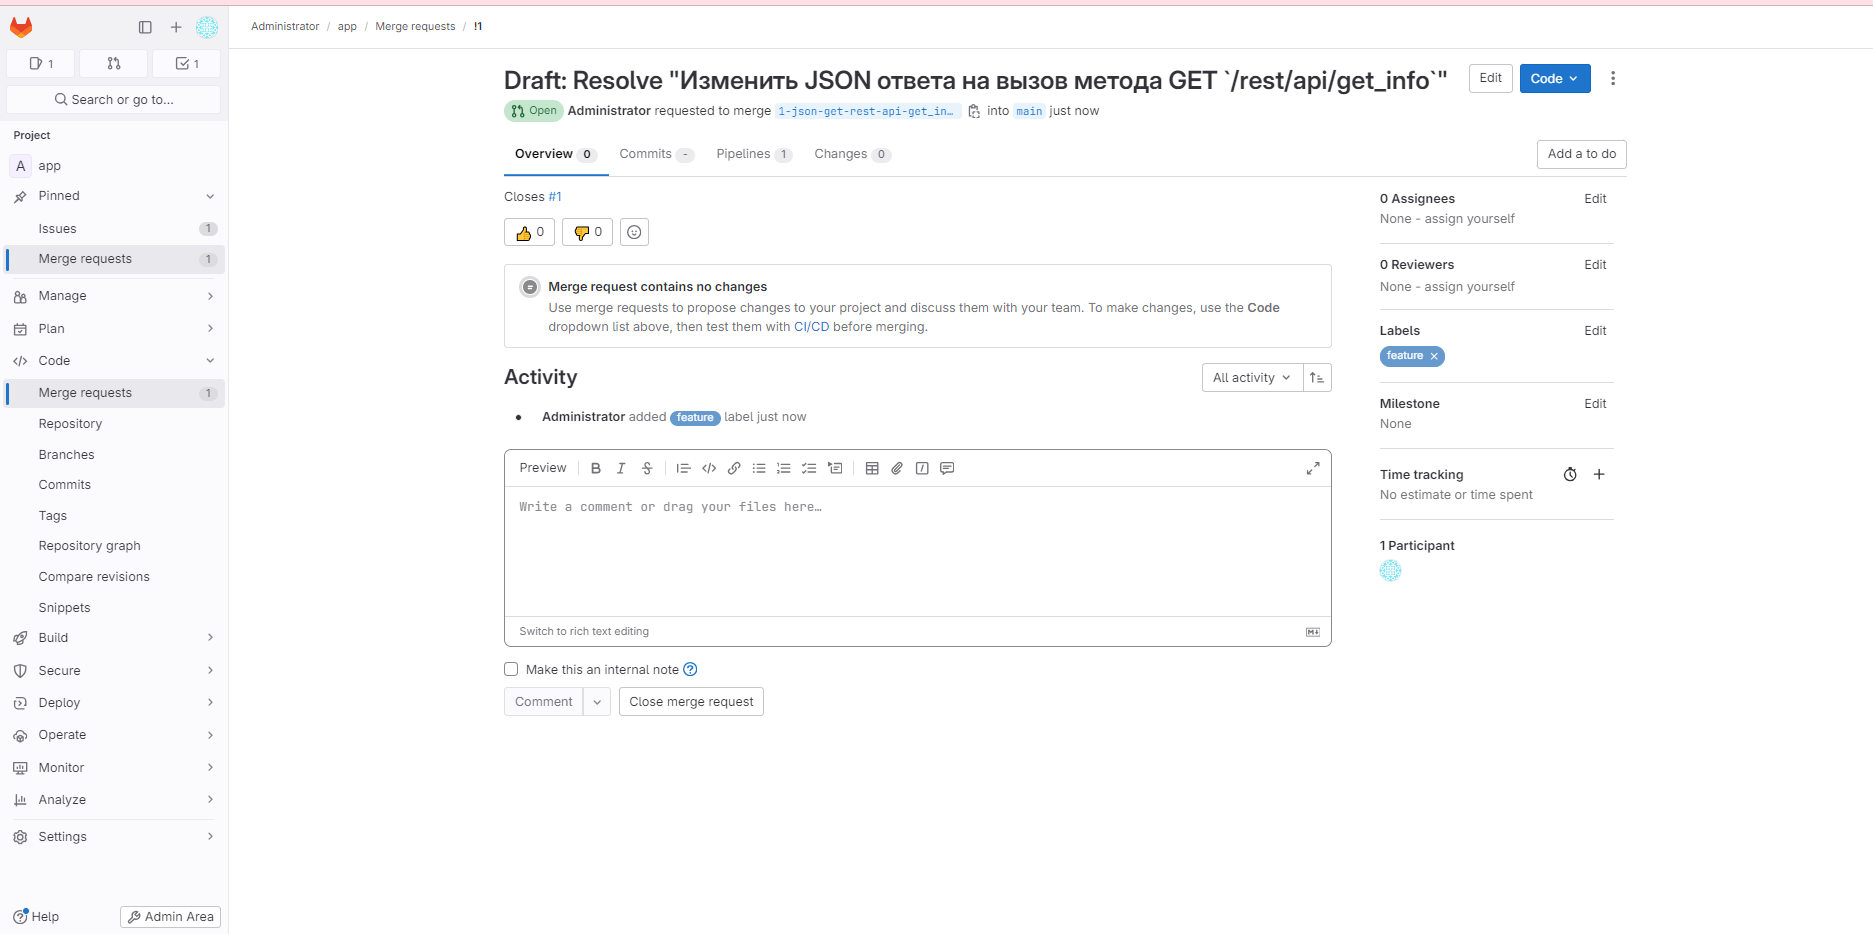 Administrator / app / Merge requests / !1
1
1
Search or go to...
Project
A app
Pinned
Issues 1
Merge requests 1
Manage
Plan
Code
Merge requests 1
Repository
Branches
Commits
Tags
Repository graph
Compare revisions
Snippets
Build
Secure
Deploy
Operate
Monitor
Analyze
Settings
Help
Admin Area
Draft: Resolve "Изменить JSON ответа на вызов метода GET `/rest/api/get_info`"
Edit
Code
Open Administrator requested to merge 1-json-get-rest-api-get_in… into main just now
Overview 0 Commits - Pipelines 1 Changes 0
Add a to do
Closes #1
0 0
Merge request contains no changes
Use merge requests to propose changes to your project and discuss them with your team. To make changes, use the Code
dropdown list above, then test them with CI/CD before merging.
Activity
All activity
Administrator added feature label just now
Preview
Write a comment or drag your files here…
Switch to rich text editing
Make this an internal note
Comment
Close merge request
0 Assignees Edit
None - assign yourself
0 Reviewers Edit
None - assign yourself
Labels Edit
feature
Milestone Edit
None
Time tracking
No estimate or time spent
1 Participant